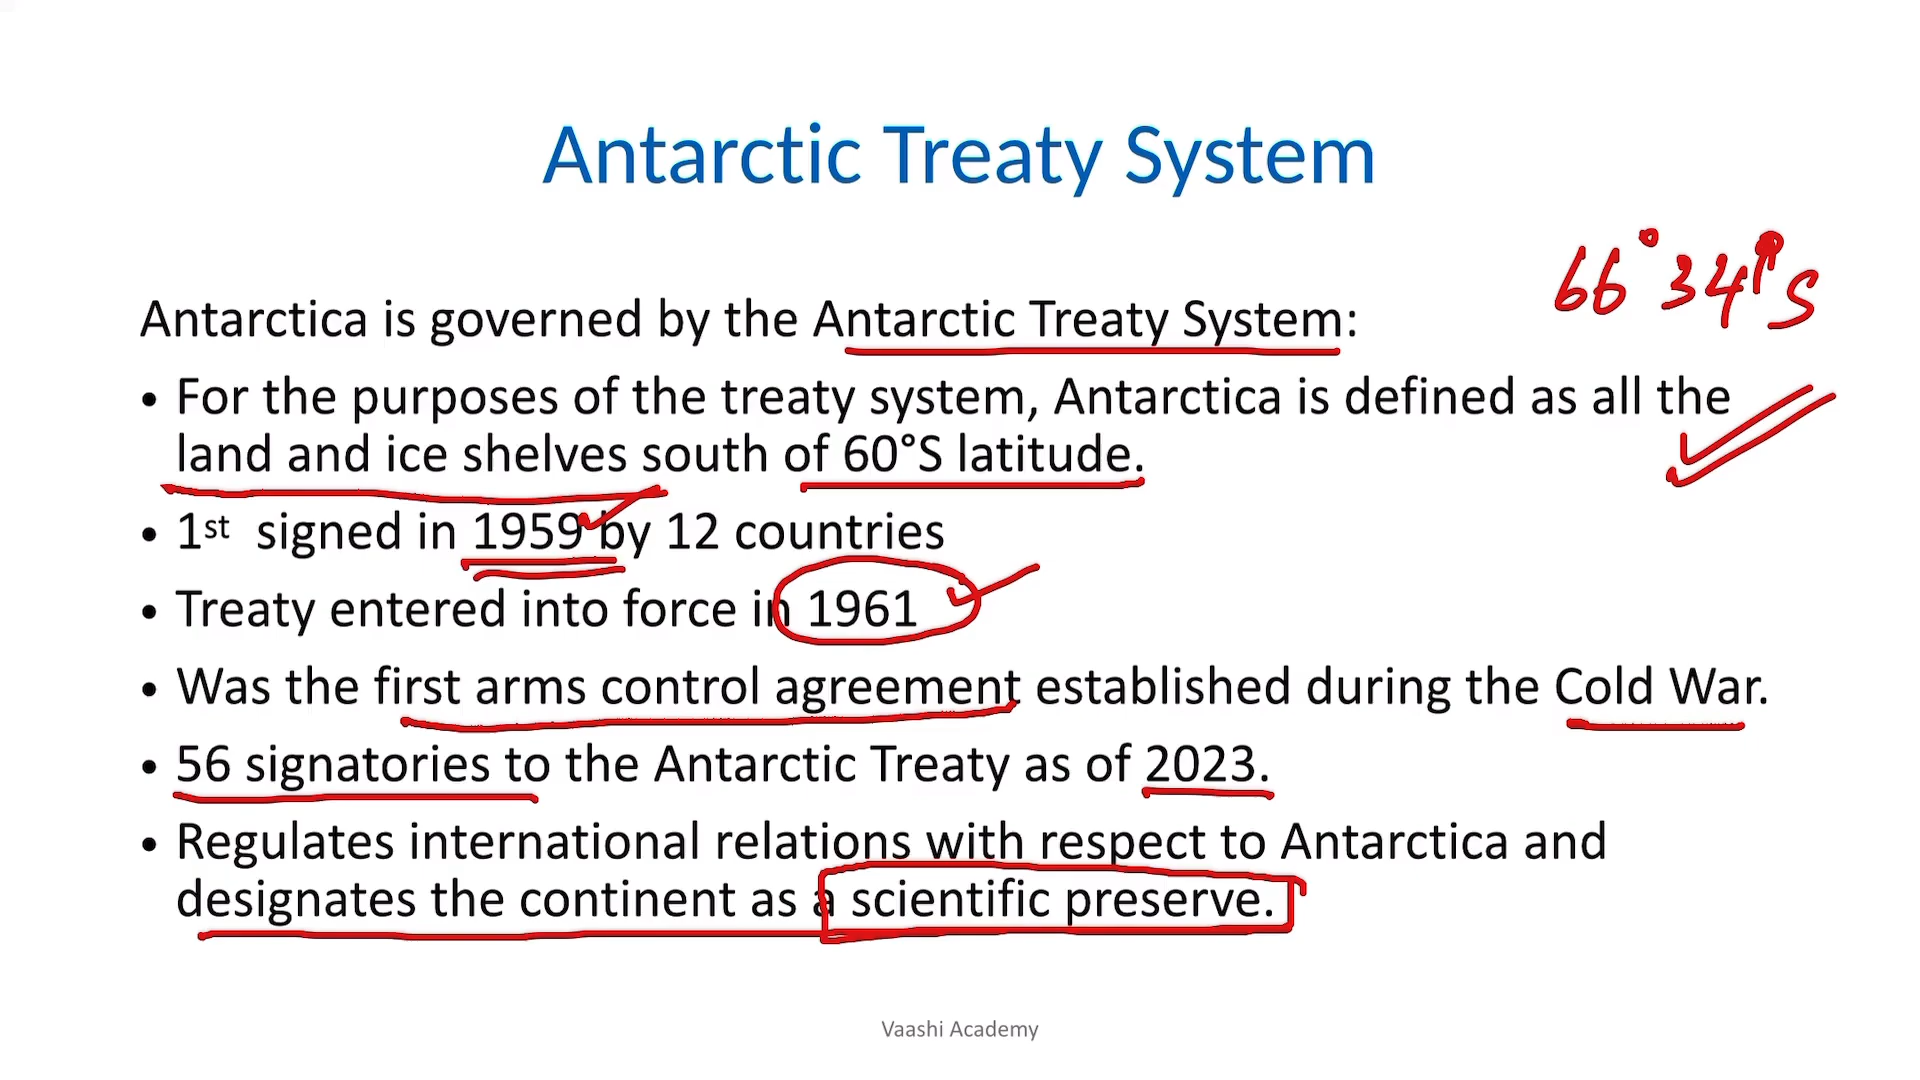 Antarctic Treaty System
66°34'S
Antarctica is governed by the Antarctic Treaty System:
• For the purposes of the treaty system, Antarctica is defined as all the
land and ice shelves south of 60°S latitude.
• 1st signed in 1959 by 12 countries
• Treaty entered into force in 1961
• Was the first arms control agreement established during the Cold War.
• 56 signatories to the Antarctic Treaty as of 2023.
• Regulates international relations with respect to Antarctica and
designates the continent as a scientific preserve.
Vaashi Academy